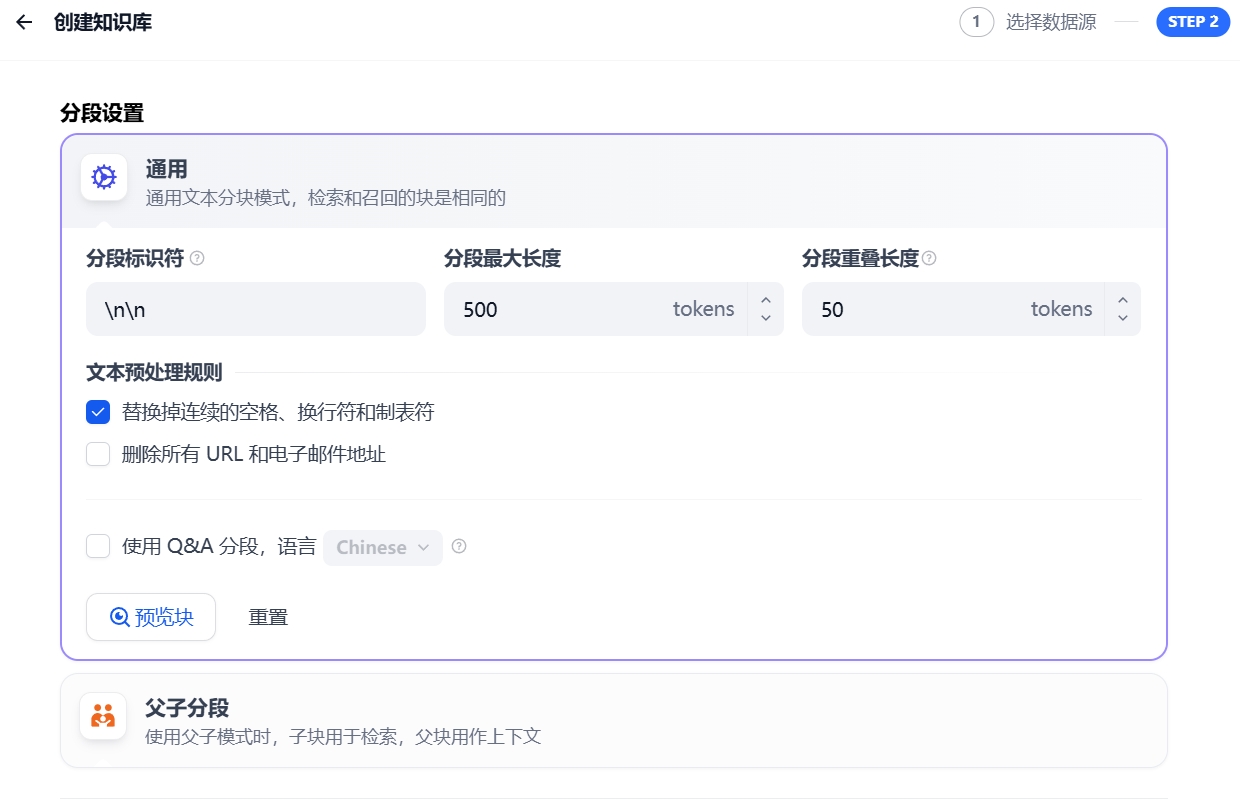 创建知识库
1 选择数据源 STEP 2
分段设置
通用
通用文本分块模式，检索和召回的块是相同的
分段标识符 分段最大长度 分段重叠长度
\n\n 500 tokens 50 tokens
文本预处理规则
替换掉连续的空格、换行符和制表符
删除所有 URL 和电子邮件地址
使用 Q&A 分段，语言 Chinese
预览块 重置
父子分段
使用父子模式时，子块用于检索，父块用作上下文